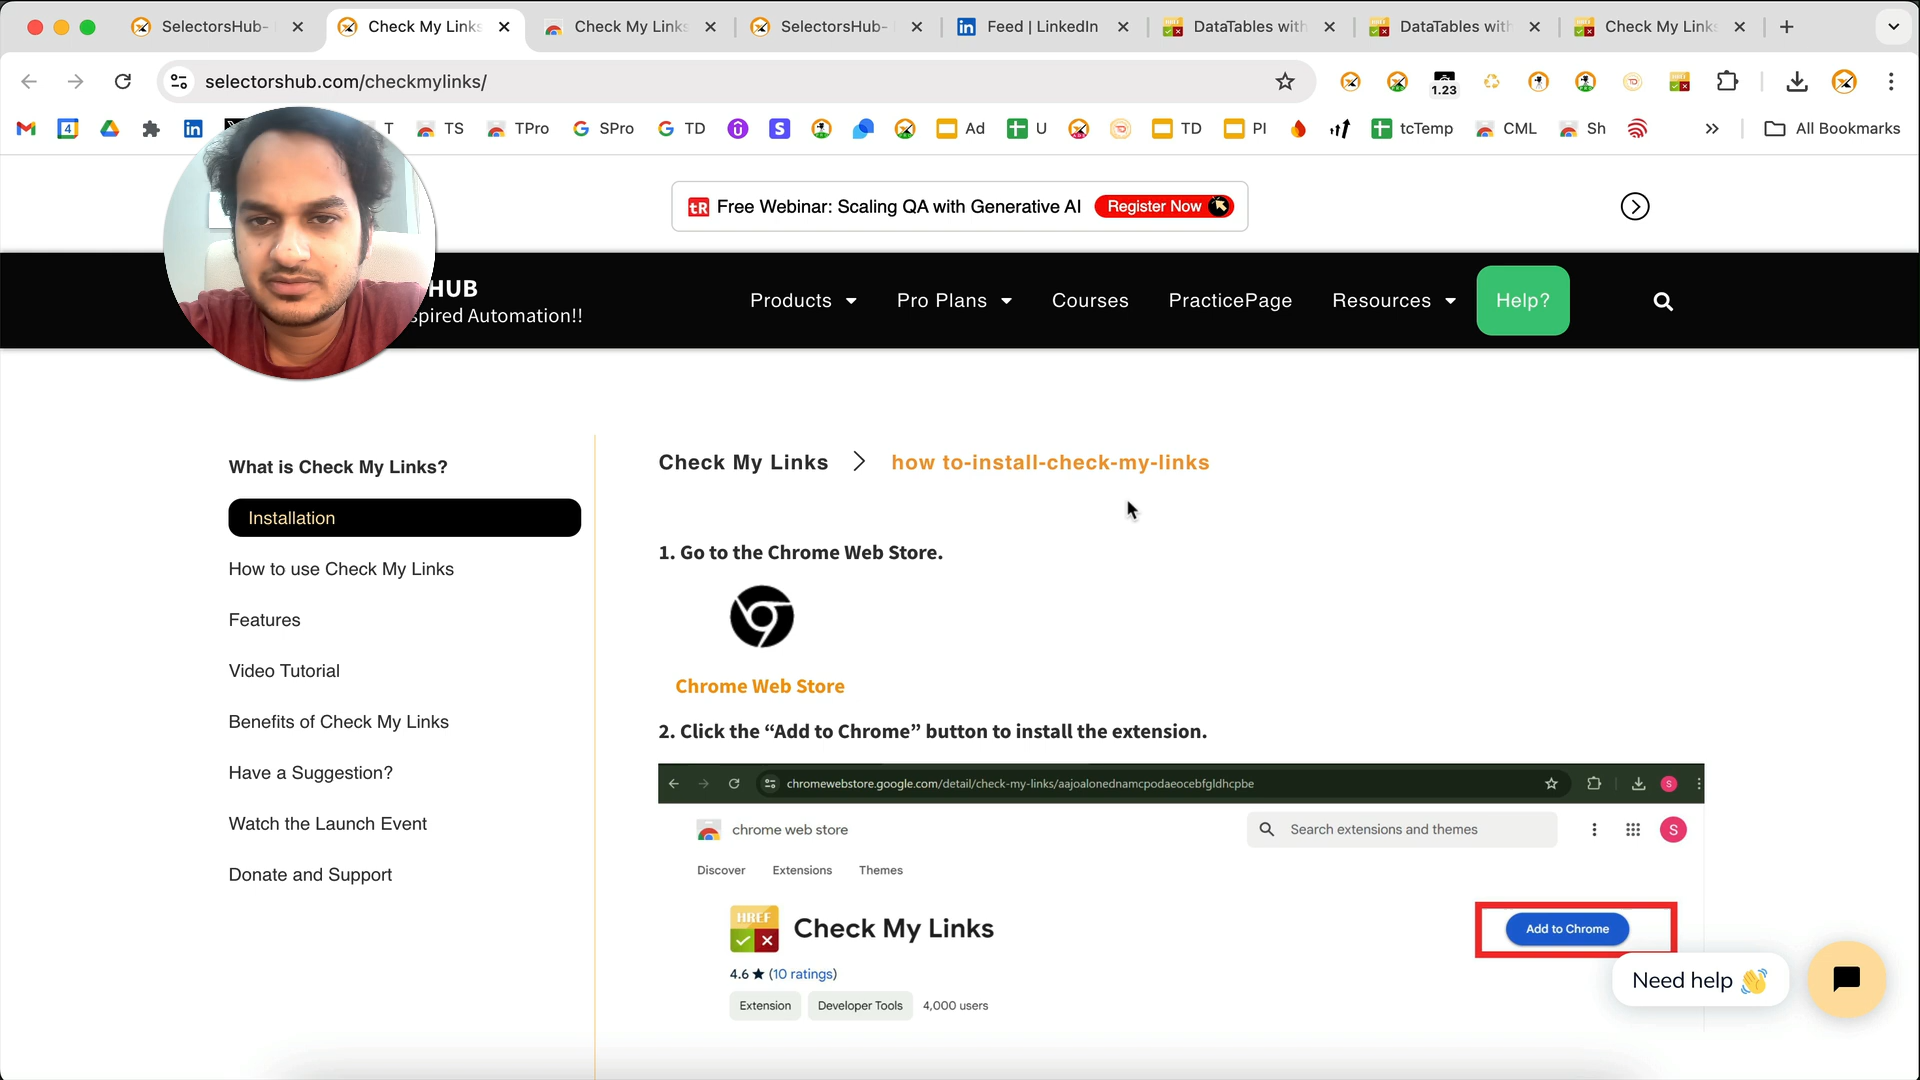 SelectorsHub-
Check My Links
Check My Links
SelectorsHub-
Feed | LinkedIn
DataTables with
DataTables with
Check My Links
selectorshub.com/checkmylinks/
1.23
4
T
TS
TPro
SPro
TD
Ad
U
TD
PI
tcTemp
CML
Sh
All Bookmarks
tR Free Webinar: Scaling QA with Generative AI Register Now
HUB
spired Automation!!
Products
Pro Plans
Courses
PracticePage
Resources
Help?
What is Check My Links?
Installation
How to use Check My Links
Features
Video Tutorial
Benefits of Check My Links
Have a Suggestion?
Watch the Launch Event
Donate and Support
Check My Links > how to-install-check-my-links
1. Go to the Chrome Web Store.
Chrome Web Store
2. Click the “Add to Chrome” button to install the extension.
chromewebstore.google.com/detail/check-my-links/aajoalonednamcpodaeocebfgldhcpbe
S
chrome web store
Search extensions and themes
S
Discover
Extensions
Themes
HREF
Check My Links
Add to Chrome
4.6 ★ (10 ratings)
Extension
Developer Tools
4,000 users
Need help 👋